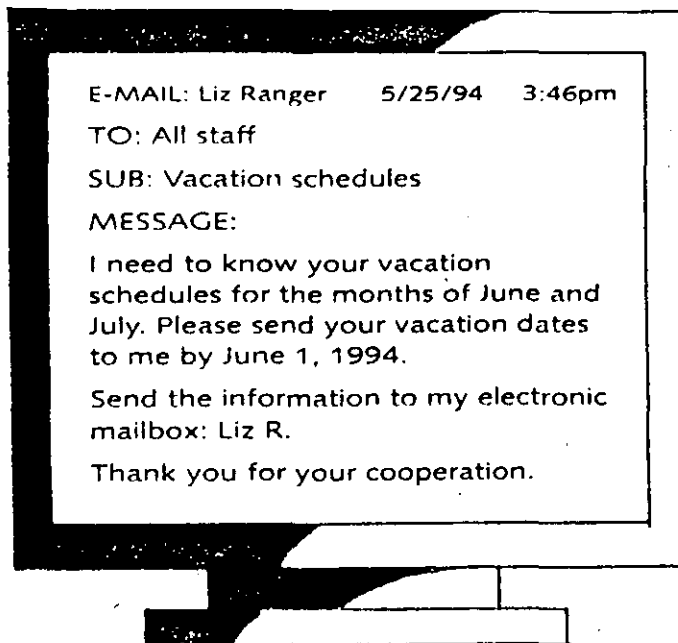 E-MAIL: Liz Ranger 5/25/94 3:46pm
TO: All staff
SUB: Vacation schedules
MESSAGE:
I need to know your vacation
schedules for the months of June and
July. Please send your vacation dates
to me by June 1, 1994.
Send the information to my electronic
mailbox: Liz R.
Thank you for your cooperation.